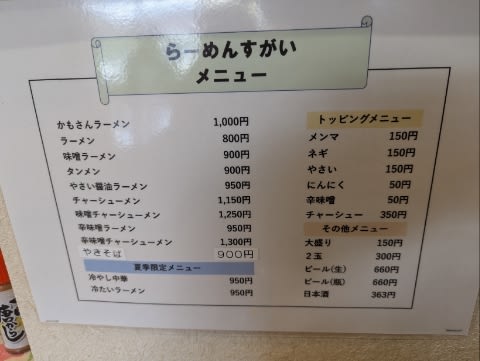 らーめんすがい
メニュー
かもさんラーメン 1,000円
ラーメン 800円
味噌ラーメン 900円
タンメン 900円
やさい醤油ラーメン 950円
チャーシューメン 1,150円
味噌チャーシューメン 1,250円
辛味噌ラーメン 950円
辛味噌チャーシューメン 1,300円
やきそば 900円
夏季限定メニュー
冷やし中華 950円
冷たいラーメン 950円
トッピングメニュー
メンマ 150円
ネギ 150円
やさい 150円
にんにく 50円
辛味噌 50円
チャーシュー 350円
その他メニュー
大盛り 150円
2玉 300円
ビール(生) 660円
ビール(瓶) 660円
日本酒 363円